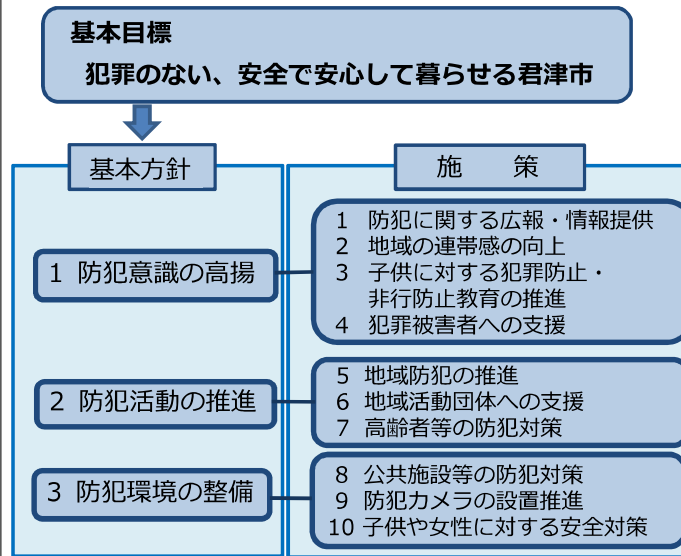 基本目標
犯罪のない、安全で安心して暮らせる君津市
基本方針
施　　策
1 防犯意識の高揚
1　防犯に関する広報・情報提供
2　地域の連帯感の向上
3　子供に対する犯罪防止・
非行防止教育の推進
4　犯罪被害者への支援
2 防犯活動の推進
5　地域防犯の推進
6　地域活動団体への支援
7　高齢者等の防犯対策
3 防犯環境の整備
8　公共施設等の防犯対策
9　防犯カメラの設置推進
10 子供や女性に対する安全対策